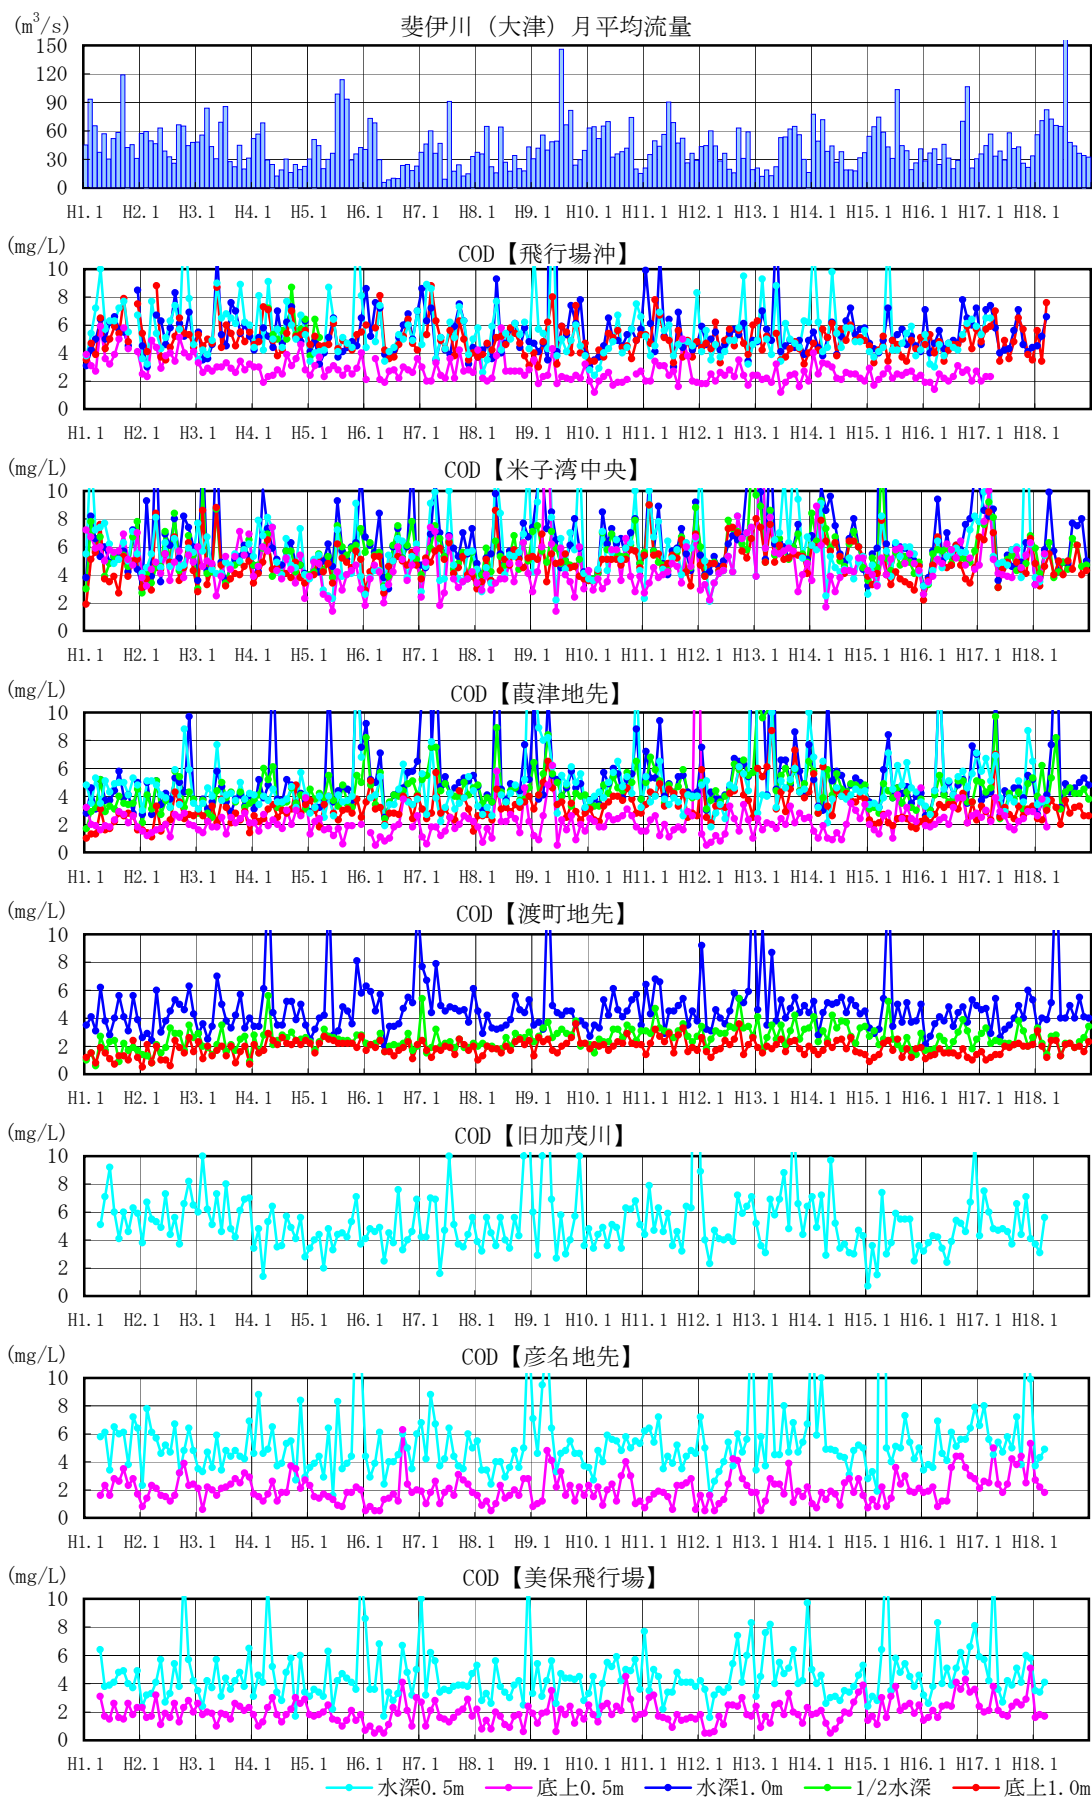 (m³/s) 斐伊川（大津）月平均流量
150
120
90
60
30
0
H1.1 H2.1 H3.1 H4.1 H5.1 H6.1 H7.1 H8.1 H9.1 H10.1 H11.1 H12.1 H13.1 H14.1 H15.1 H16.1 H17.1 H18.1
(mg/L) COD【飛行場沖】
10
8
6
4
2
0
H1.1 H2.1 H3.1 H4.1 H5.1 H6.1 H7.1 H8.1 H9.1 H10.1 H11.1 H12.1 H13.1 H14.1 H15.1 H16.1 H17.1 H18.1
(mg/L) COD【米子湾中央】
10
8
6
4
2
0
H1.1 H2.1 H3.1 H4.1 H5.1 H6.1 H7.1 H8.1 H9.1 H10.1 H11.1 H12.1 H13.1 H14.1 H15.1 H16.1 H17.1 H18.1
(mg/L) COD【葭津地先】
10
8
6
4
2
0
H1.1 H2.1 H3.1 H4.1 H5.1 H6.1 H7.1 H8.1 H9.1 H10.1 H11.1 H12.1 H13.1 H14.1 H15.1 H16.1 H17.1 H18.1
(mg/L) COD【渡町地先】
10
8
6
4
2
0
H1.1 H2.1 H3.1 H4.1 H5.1 H6.1 H7.1 H8.1 H9.1 H10.1 H11.1 H12.1 H13.1 H14.1 H15.1 H16.1 H17.1 H18.1
(mg/L) COD【旧加茂川】
10
8
6
4
2
0
H1.1 H2.1 H3.1 H4.1 H5.1 H6.1 H7.1 H8.1 H9.1 H10.1 H11.1 H12.1 H13.1 H14.1 H15.1 H16.1 H17.1 H18.1
(mg/L) COD【彦名地先】
10
8
6
4
2
0
H1.1 H2.1 H3.1 H4.1 H5.1 H6.1 H7.1 H8.1 H9.1 H10.1 H11.1 H12.1 H13.1 H14.1 H15.1 H16.1 H17.1 H18.1
(mg/L) COD【美保飛行場】
10
8
6
4
2
0
H1.1 H2.1 H3.1 H4.1 H5.1 H6.1 H7.1 H8.1 H9.1 H10.1 H11.1 H12.1 H13.1 H14.1 H15.1 H16.1 H17.1 H18.1
水深0.5m 底上0.5m 水深1.0m 1/2水深 底上1.0m